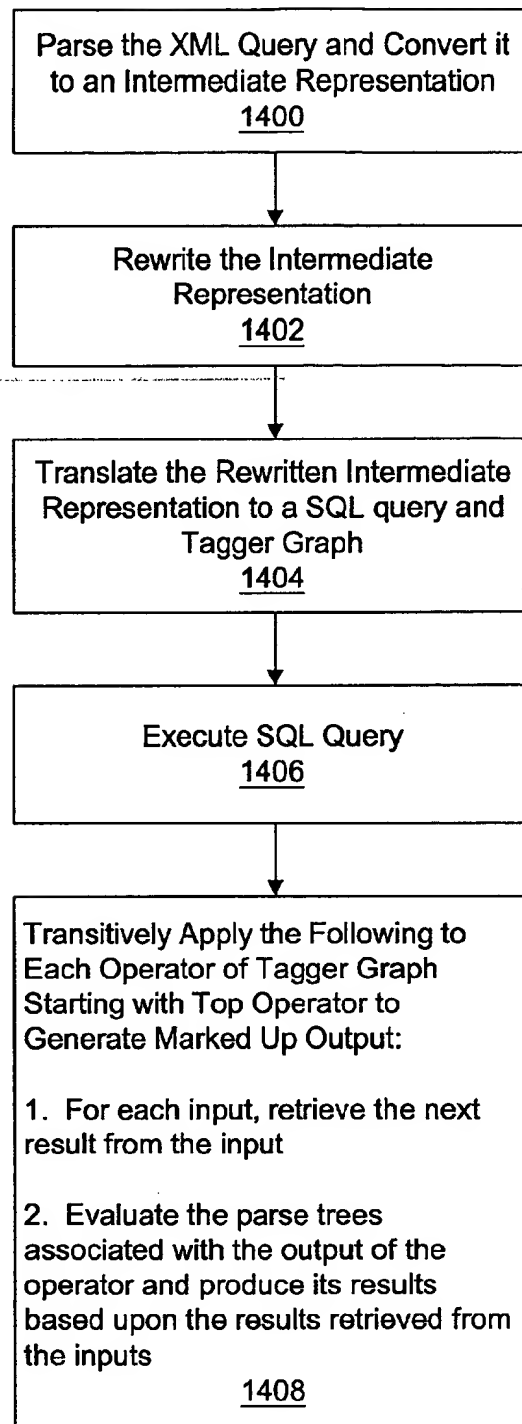 Parse the XML Query and Convert it
to an Intermediate Representation
1400
Rewrite the Intermediate
Representation
1402
Translate the Rewritten Intermediate
Representation to a SQL query and
Tagger Graph
1404
Execute SQL Query
1406
Transitively Apply the Following to
Each Operator of Tagger Graph
Starting with Top Operator to
Generate Marked Up Output:
1. For each input, retrieve the next
result from the input
2. Evaluate the parse trees
associated with the output of the
operator and produce its results
based upon the results retrieved from
the inputs
1408